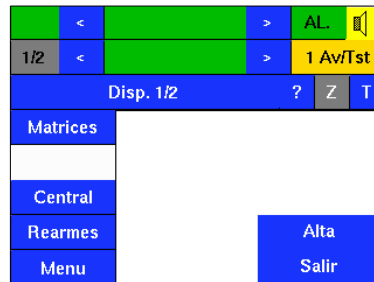 < > AL.
1/2 < > 1 Av/Tst
Disp. 1/2 ? Z T
Matrices
Central
Rearmes Alta
Menu Salir